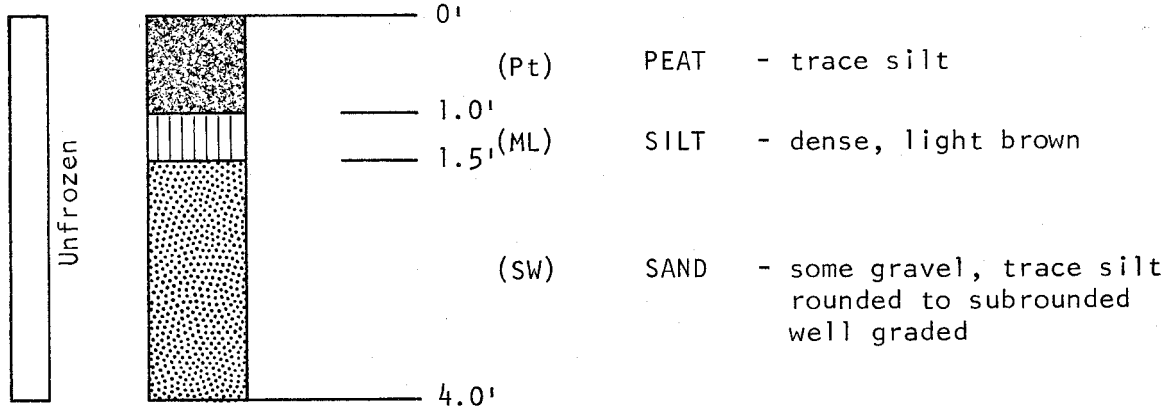 0'
(Pt) PEAT - trace silt
1.0'
(ML) SILT - dense, light brown
1.5'
Unfrozen
(SW) SAND - some gravel, trace silt
rounded to subrounded
well graded
4.0'